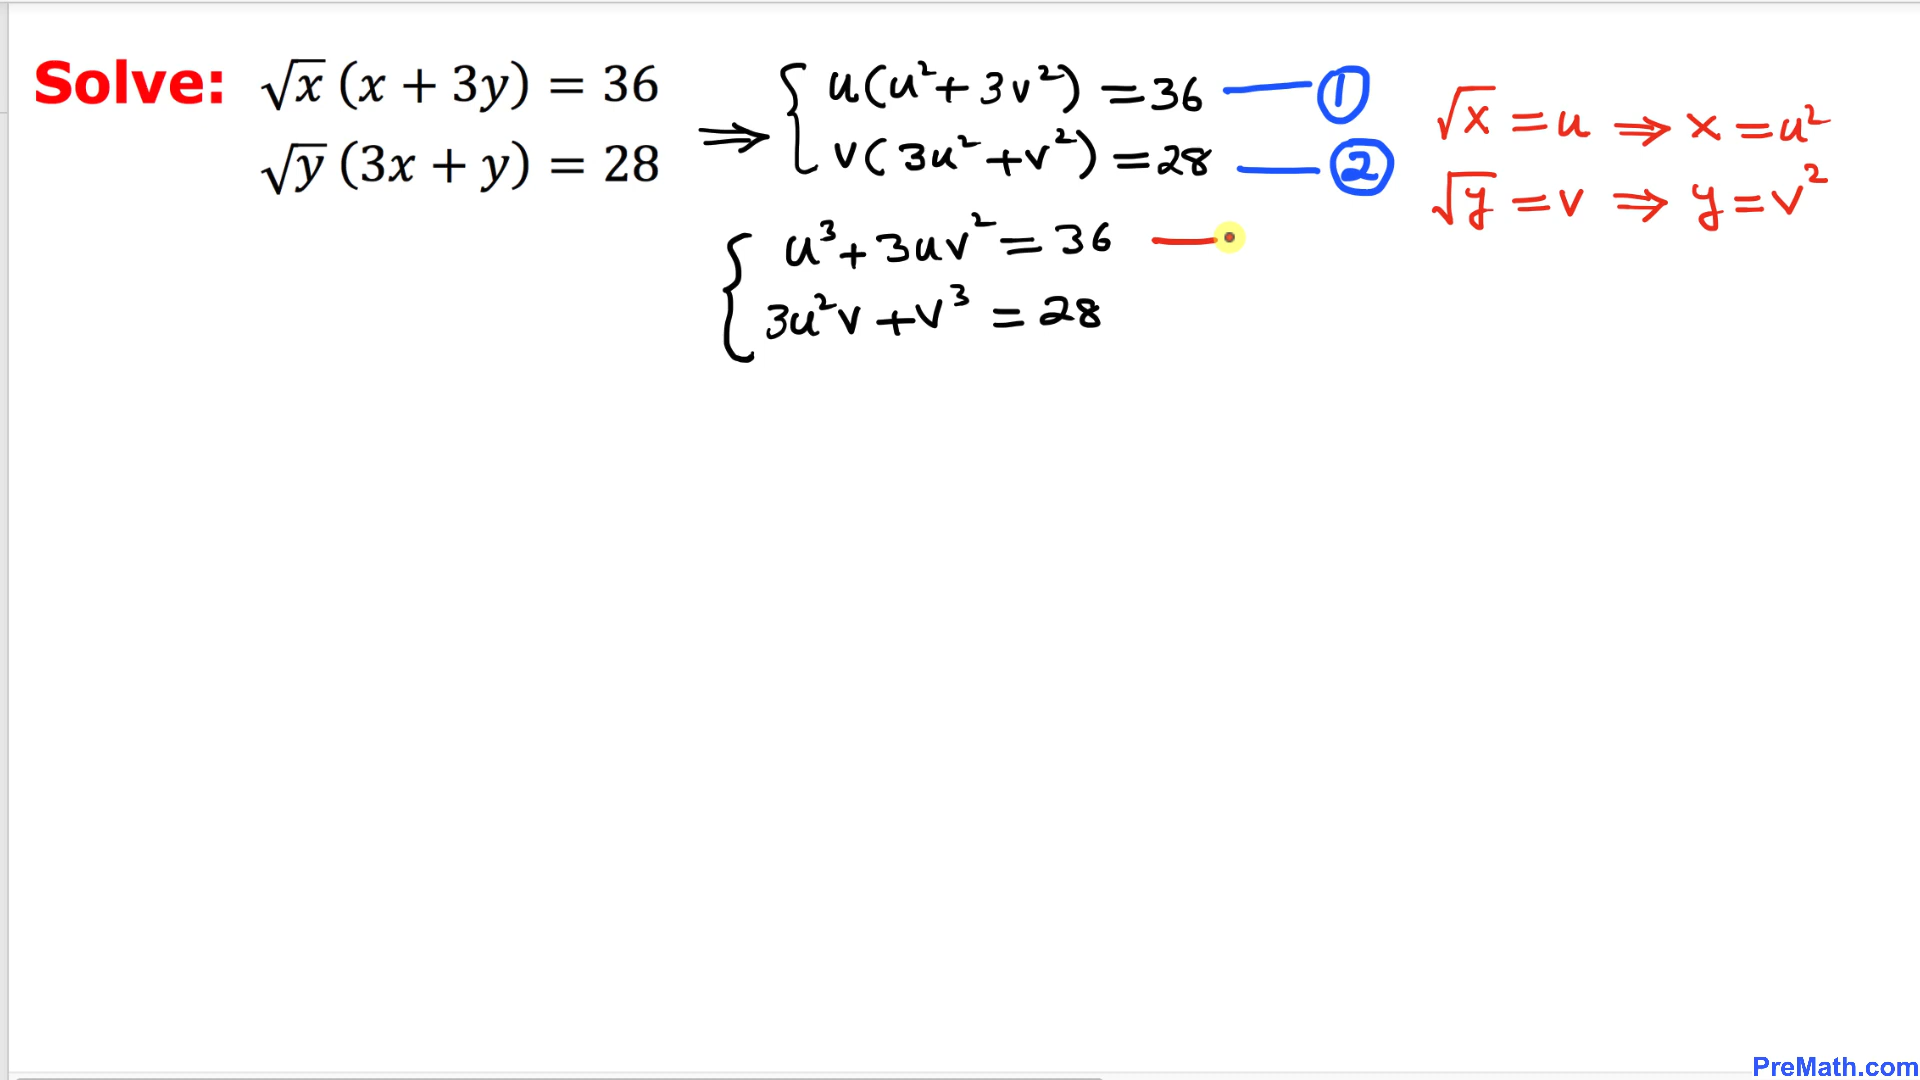 Solve: √x (x + 3y) = 36
√y (3x + y) = 28
⇒ { u(u²+3v²) = 36 — ①
v(3u²+v²) = 28 — ②
√x = u ⇒ x = u²
√y = v ⇒ y = v²
{ u³+3uv² = 36 —
3u²v+v³ = 28
PreMath.com